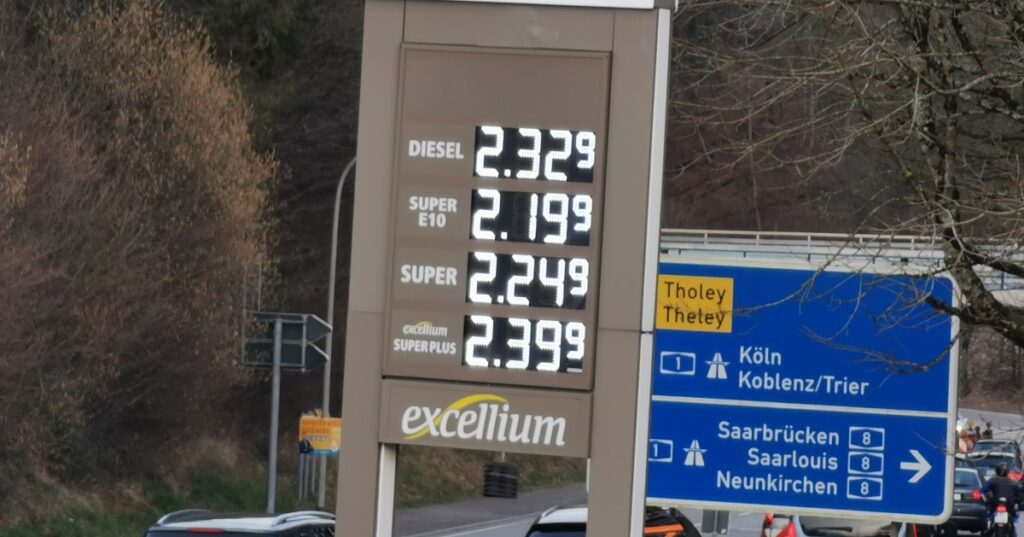 DIESEL 2.32⁹
SUPER
E10 2.19⁹
SUPER 2.24⁹
excellium
SUPER PLUS 2.39⁹
excellium
Tholey
Theley
1 Köln
Koblenz/Trier
1 Saarbrücken 8
Saarlouis 8
Neunkirchen 8
JETZT